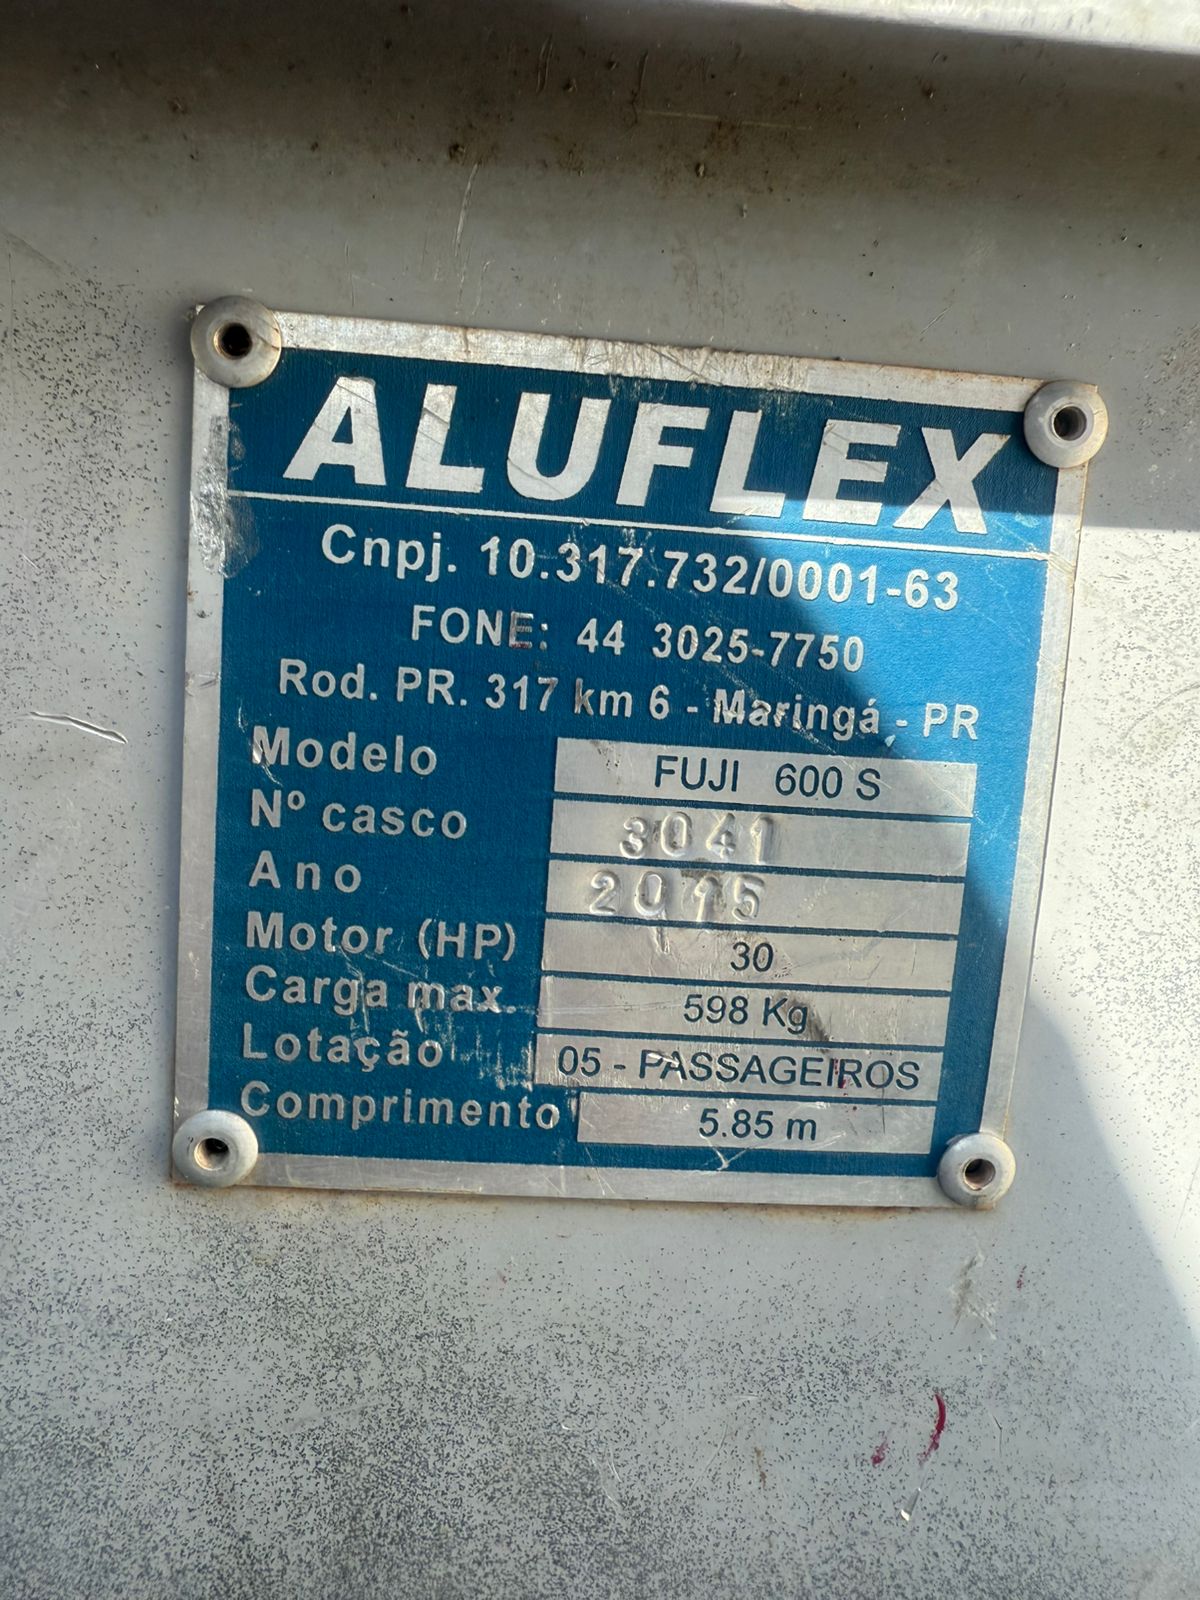 ALUFLEX
Cnpj. 10.317.732/0001-63
FONE: 44 3025-7750
Rod. PR. 317 km 6 - Maringá - PR
Modelo FUJI 600 S
Nº casco 3041
Ano 2015
Motor (HP) 30
Carga max. 598 Kg
Lotação 05 - PASSAGEIROS
Comprimento 5.85 m